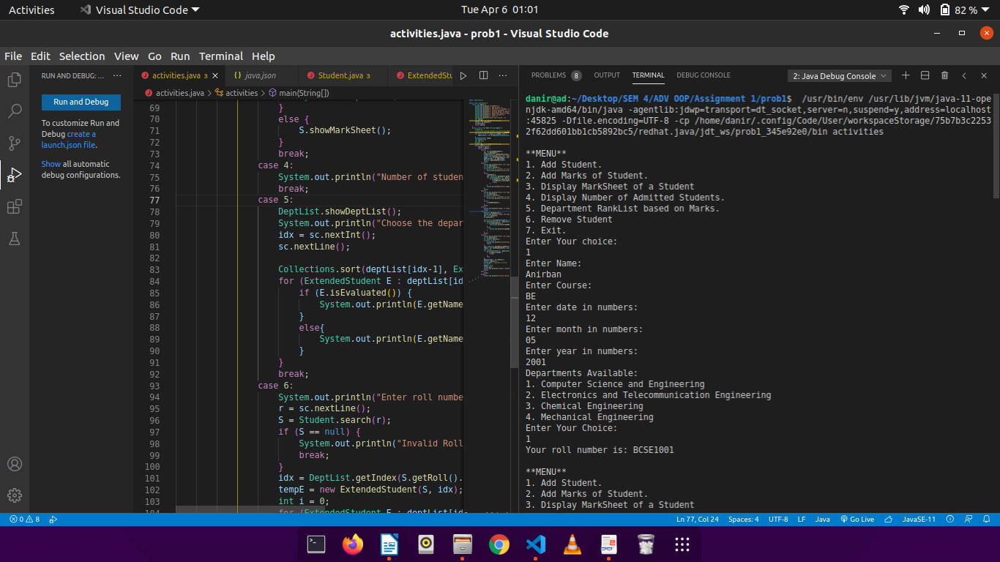 Activities
Visual Studio Code
Tue Apr 6 01:01
82 %
activities.java - prob1 - Visual Studio Code
File Edit Selection View Go Run Terminal Help
RUN AND DEBUG: ... ···
Run and Debug
To customize Run and
Debug create a
launch.json file.
Show all automatic
debug configurations.
activities.java 3
{} java.json
Student.java 3
ExtendedStu
···
activities.java > activities > main(String[])
69 }
70 else {
71 S.showMarkSheet();
72 }
73 break;
74 case 4:
75 System.out.println("Number of studen
76 break;
77 case 5:
78 DeptList.showDeptList();
79 System.out.println("Choose the depar
80 idx = sc.nextInt();
81 sc.nextLine();
82
83 Collections.sort(deptList[idx-1], Ex
84 for (ExtendedStudent E : deptList[id
85 if (E.isEvaluated()) {
86 System.out.println(E.getName
87 }
88 else{
89 System.out.println(E.getName
90 }
91 }
92 break;
93 case 6:
94 System.out.println("Enter roll numbe
95 r = sc.nextLine();
96 S = Student.search(r);
97 if (S == null) {
98 System.out.println("Invalid Roll
99 break;
100 }
101 idx = DeptList.getIndex(S.getRoll().
102 tempE = new ExtendedStudent(S, idx);
103 int i = 0;
104 for (ExtendedStudent E : deptList[id
PROBLEMS 8 OUTPUT TERMINAL DEBUG CONSOLE
2: Java Debug Console
danir@ad:~/Desktop/SEM 4/ADV OOP/Assignment 1/prob1$ /usr/bin/env /usr/lib/jvm/java-11-ope
njdk-amd64/bin/java -agentlib:jdwp=transport=dt_socket,server=n,suspend=y,address=localhost
:45825 -Dfile.encoding=UTF-8 -cp /home/danir/.config/Code/User/workspaceStorage/75b7b3c2253
2f62dd601bb1cb5892bc5/redhat.java/jdt_ws/prob1_345e92e0/bin activities
**MENU**
1. Add Student.
2. Add Marks of Student.
3. Display MarkSheet of a Student
4. Display Number of Admitted Students.
5. Department RankList based on Marks.
6. Remove Student
7. Exit.
Enter Your choice:
1
Enter Name:
Anirban
Enter Course:
BE
Enter date in numbers:
12
Enter month in numbers:
05
Enter year in numbers:
2001
Departments Available:
1. Computer Science and Engineering
2. Electronics and Telecommunication Engineering
3. Chemical Engineering
4. Mechanical Engineering
Enter Your Choice:
1
Your roll number is: BCSE1001
**MENU**
1. Add Student.
2. Add Marks of Student.
3. Display MarkSheet of a Student
0 8
Ln 77, Col 24 Spaces: 4 UTF-8 LF Java Go Live JavaSE-11